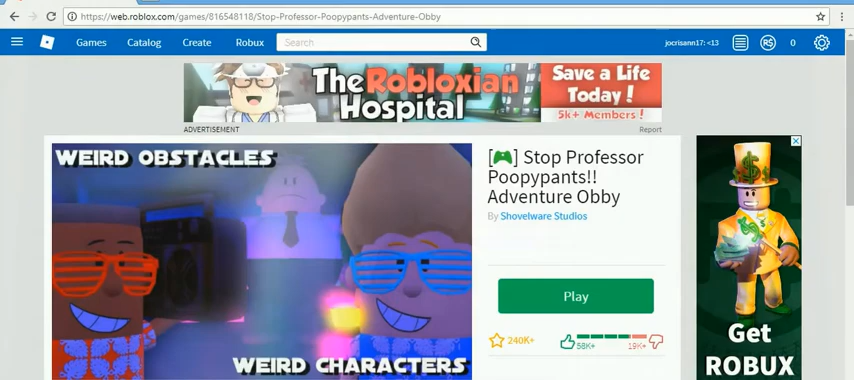 https://web.roblox.com/games/816548118/Stop-Professor-Poopypants-Adventure-Obby
Games Catalog Create Robux Search jocrisann17: <13 R$ 0
The Robloxian
Hospital
Save a Life
Today!
5k+ Members!
ADVERTISEMENT Report
WEIRD OBSTACLES
WEIRD CHARACTERS
[🎮] Stop Professor
Poopypants!!
Adventure Obby
By Shovelware Studios
Play
240K+ 58K+ 19K+
$
$
Get
ROBUX